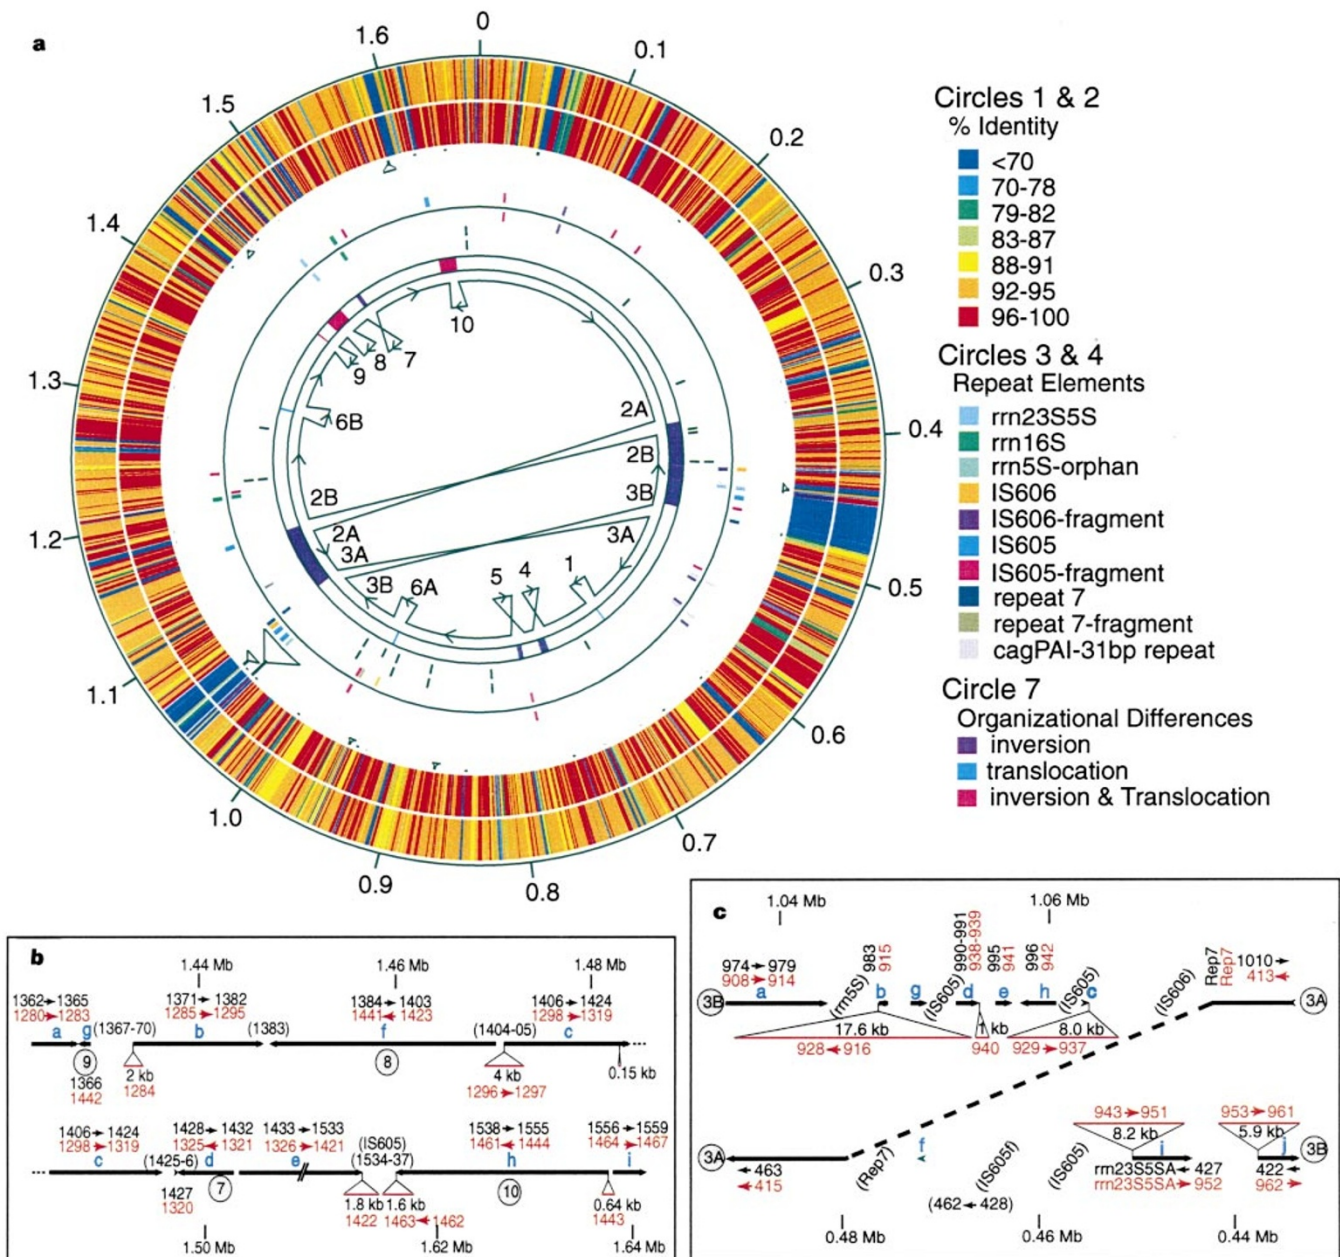 a
0
0.1
0.2
0.3
0.4
0.5
0.6
0.7
0.8
0.9
1.0
1.1
1.2
1.3
1.4
1.5
1.6
10
9 8 7
6B
2A
2B
3B
3A
2B
2A
3A
3B 6A
5 4 1
Circles 1 & 2
% Identity
<70
70-78
79-82
83-87
88-91
92-95
96-100
Circles 3 & 4
Repeat Elements
rrn23S5S
rrn16S
rrn5S-orphan
IS606
IS606-fragment
IS605
IS605-fragment
repeat 7
repeat 7-fragment
cagPAI-31bp repeat
Circle 7
Organizational Differences
inversion
translocation
inversion & Translocation
b
1.44 Mb 1.46 Mb 1.48 Mb
1362 1365 1371 1382 1384 1403 1406 1424
1280 1283 1285 1295 1441 1423 1298 1319
a g (1367-70) b (1383) f (1404-05) c
9 8
1366 2 kb 4 kb 0.15 kb
1442 1284 1296 1297
1406 1424 1428 1432 1433 1533 (IS605) 1538 1555 1556 1559
1298 1319 1325 1321 1326 1421 (1534-37) 1461 1444 1464 1467
c (1425-6) d e h i
7 10
1427 1.8 kb 1.6 kb 0.64 kb
1320 1422 1463 1462 1443
1.50 Mb 1.62 Mb 1.64 Mb
c
1.04 Mb 1.06 Mb
974 979 983 990-991 995 996 Rep7 1010
908 914 915 938-939 941 942 Rep7 413
3B a (rrn5S) b g (IS605) d e h (IS605) c (IS606) 3A
17.6 kb 1 kb 8.0 kb
928 916 940 929 937
943 951 953 961
8.2 kb 5.9 kb
3A (Rep7) f (IS605I) (IS605) i j 3B
463 rrn23S5SA 427 422
415 rrn23S5SA 952 962
(462 428)
0.48 Mb 0.46 Mb 0.44 Mb